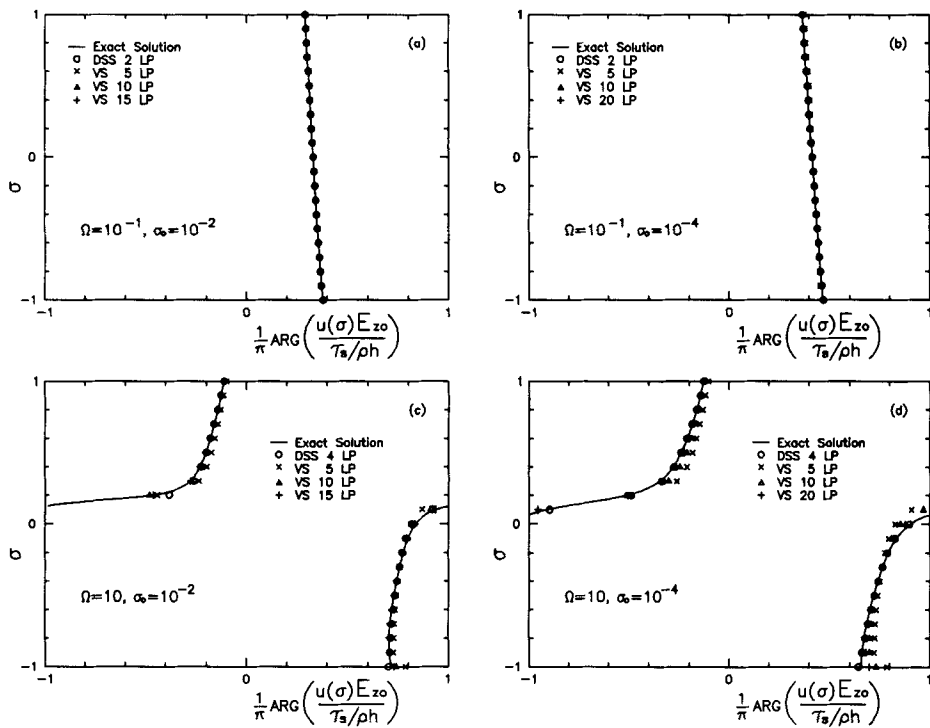 1
(a)
— Exact Solution
o DSS 2 LP
× VS 5 LP
▲ VS 10 LP
+ VS 15 LP
σ
0
Ω=10⁻¹, σₒ=10⁻²
-1
-1 0 1
1/π ARG(u(σ)E_zo / τ_s/ρh)
1
(b)
— Exact Solution
o DSS 2 LP
× VS 5 LP
▲ VS 10 LP
+ VS 20 LP
σ
0
Ω=10⁻¹, σₒ=10⁻⁴
-1
-1 0 1
1/π ARG(u(σ)E_zo / τ_s/ρh)
1
(c)
— Exact Solution
o DSS 4 LP
× VS 5 LP
▲ VS 10 LP
+ VS 15 LP
σ
0
Ω=10, σₒ=10⁻²
-1
-1 0 1
1/π ARG(u(σ)E_zo / τ_s/ρh)
1
(d)
— Exact Solution
o DSS 4 LP
× VS 5 LP
▲ VS 10 LP
+ VS 20 LP
σ
0
Ω=10, σₒ=10⁻⁴
-1
-1 0 1
1/π ARG(u(σ)E_zo / τ_s/ρh)